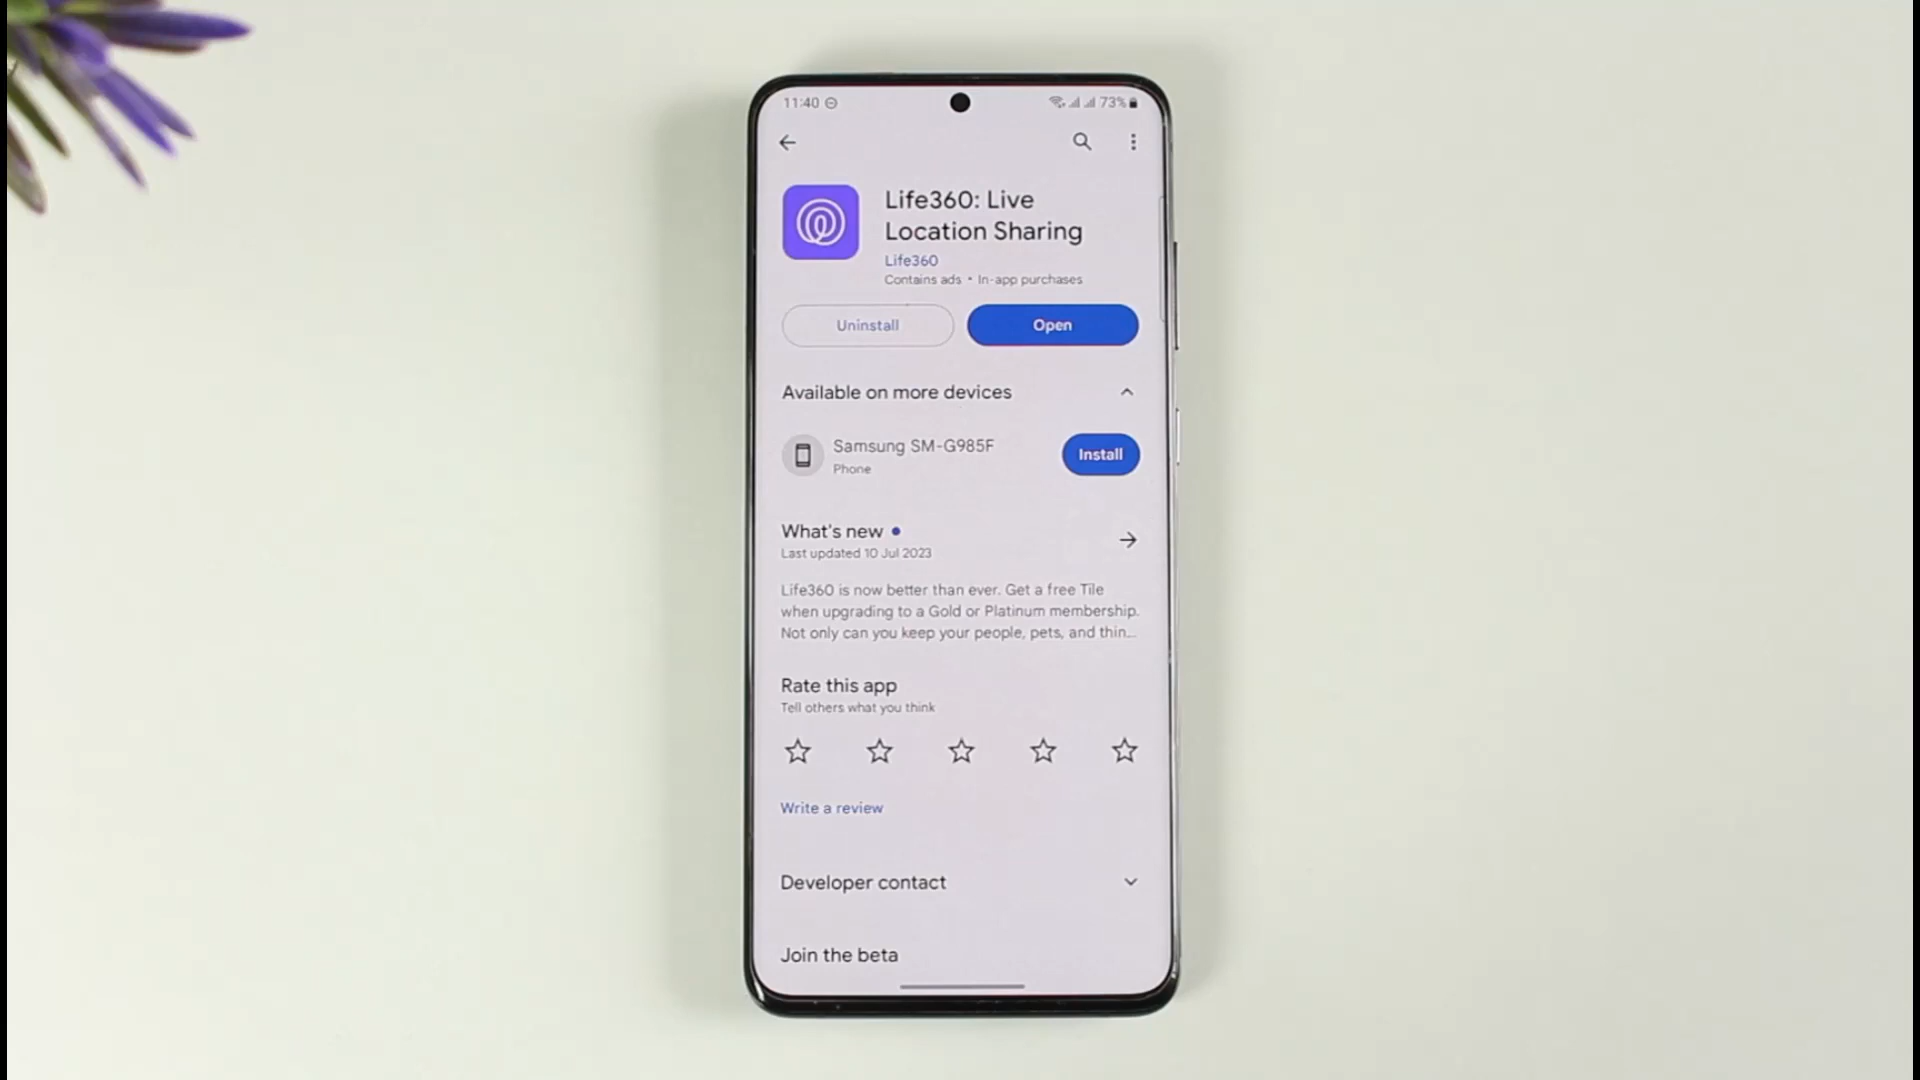 11:40
73%
Life360: Live
Location Sharing
Life360
Contains ads • In-app purchases
Uninstall
Open
Available on more devices
Samsung SM-G985F
Phone
Install
What's new
Last updated 10 Jul 2023
Life360 is now better than ever. Get a free Tile
when upgrading to a Gold or Platinum membership.
Not only can you keep your people, pets, and thin...
Rate this app
Tell others what you think
Write a review
Developer contact
Join the beta